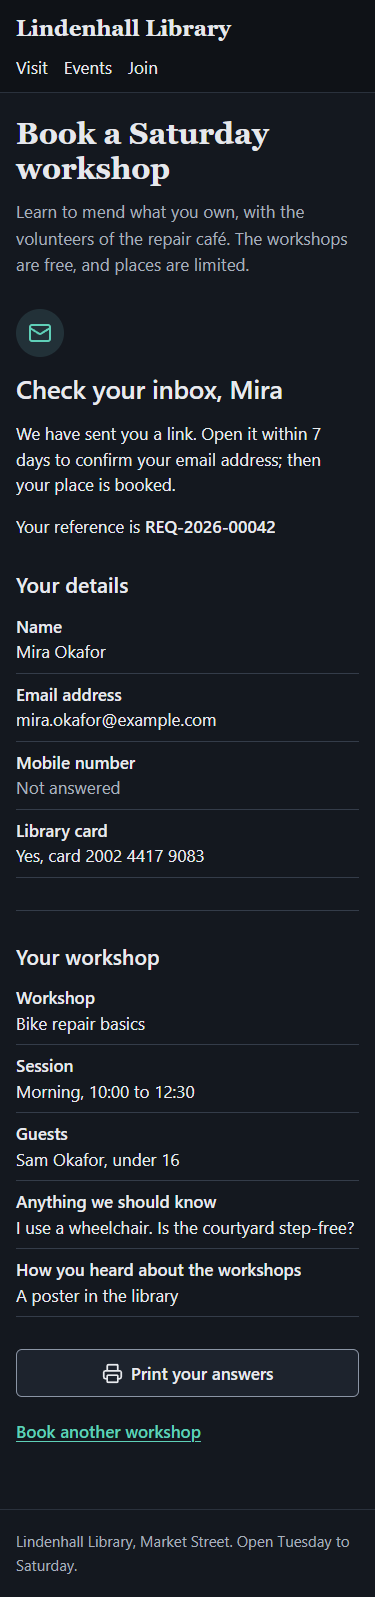 Lindenhall Library
Visit Events Join
Book a Saturday
workshop
Learn to mend what you own, with the
volunteers of the repair café. The workshops
are free, and places are limited.
Check your inbox, Mira
We have sent you a link. Open it within 7
days to confirm your email address; then
your place is booked.
Your reference is REQ-2026-00042
Your details
Name
Mira Okafor
Email address
mira.okafor@example.com
Mobile number
Not answered
Library card
Yes, card 2002 4417 9083
Your workshop
Workshop
Bike repair basics
Session
Morning, 10:00 to 12:30
Guests
Sam Okafor, under 16
Anything we should know
I use a wheelchair. Is the courtyard step-free?
How you heard about the workshops
A poster in the library
Print your answers
Book another workshop
Lindenhall Library, Market Street. Open Tuesday to
Saturday.